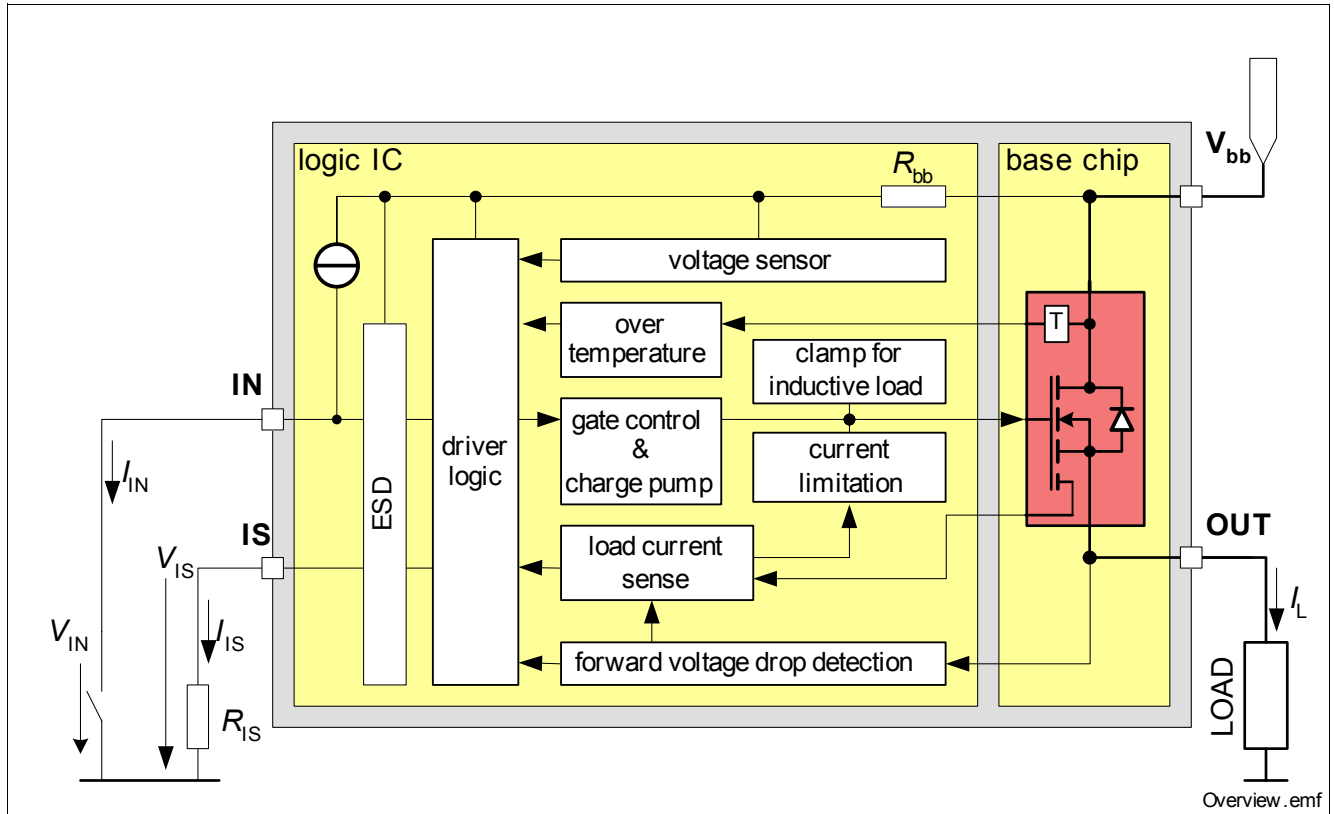 logic IC
R bb
base chip
V bb
voltage sensor
over
temperature
T
clamp for
inductive load
IN
gate control
&
charge pump
driver
logic
current
limitation
I IN
ESD
IS
OUT
load current
sense
V IS
I L
V IN
I IS
forward voltage drop detection
R IS
LOAD
Overview.emf